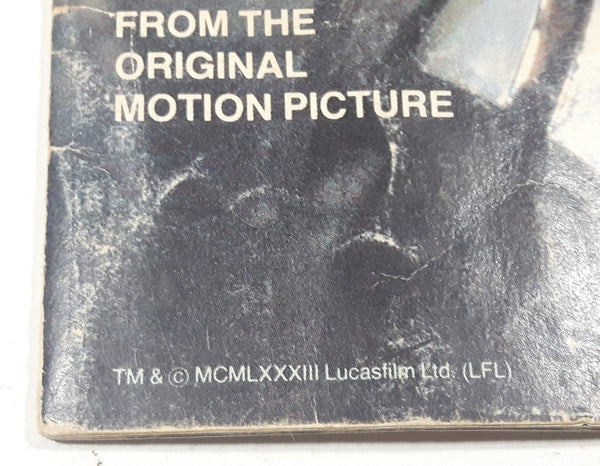 FROM THE
ORIGINAL
MOTION PICTURE
TM & © MCMLXXXIII Lucasfilm Ltd. (LFL)